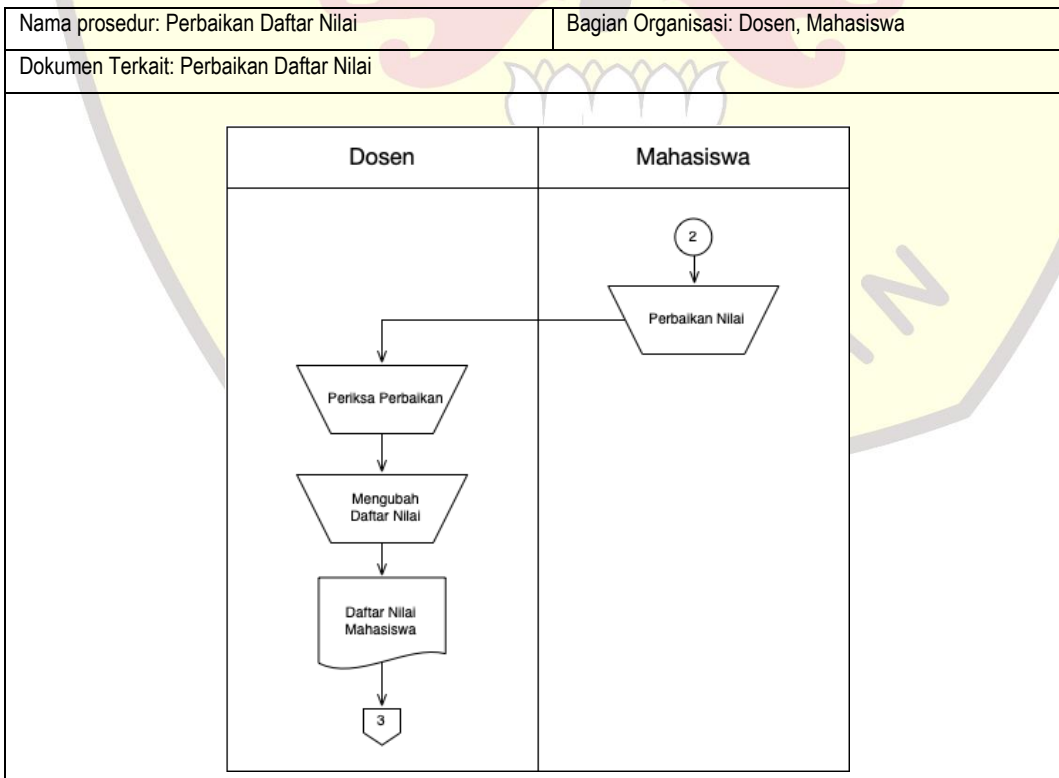 Nama prosedur: Perbaikan Daftar Nilai
Bagian Organisasi: Dosen, Mahasiswa
Dokumen Terkait: Perbaikan Daftar Nilai
Dosen
Mahasiswa
2
Perbaikan Nilai
Periksa Perbaikan
Mengubah
Daftar Nilai
Daftar Nilai
Mahasiswa
3
I N